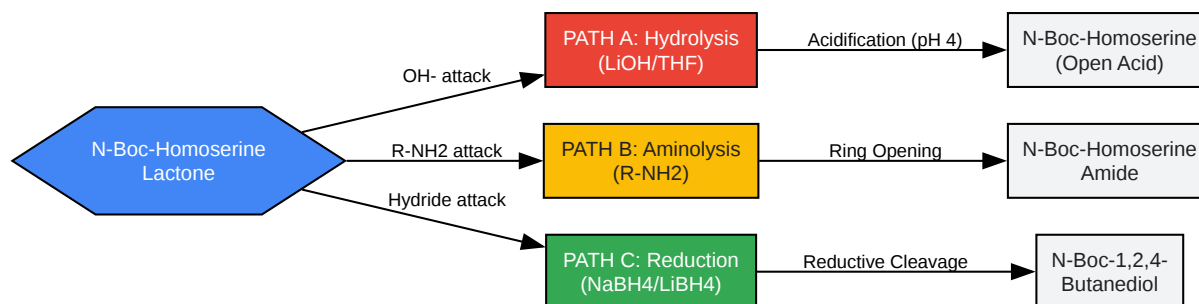 N-Boc-Homoserine
Lactone
OH- attack
R-NH2 attack
Hydride attack
PATH A: Hydrolysis
(LiOH/THF)
Acidification (pH 4)
N-Boc-Homoserine
(Open Acid)
PATH B: Aminolysis
(R-NH2)
Ring Opening
N-Boc-Homoserine
Amide
PATH C: Reduction
(NaBH4/LiBH4)
Reductive Cleavage
N-Boc-1,2,4-
Butanediol